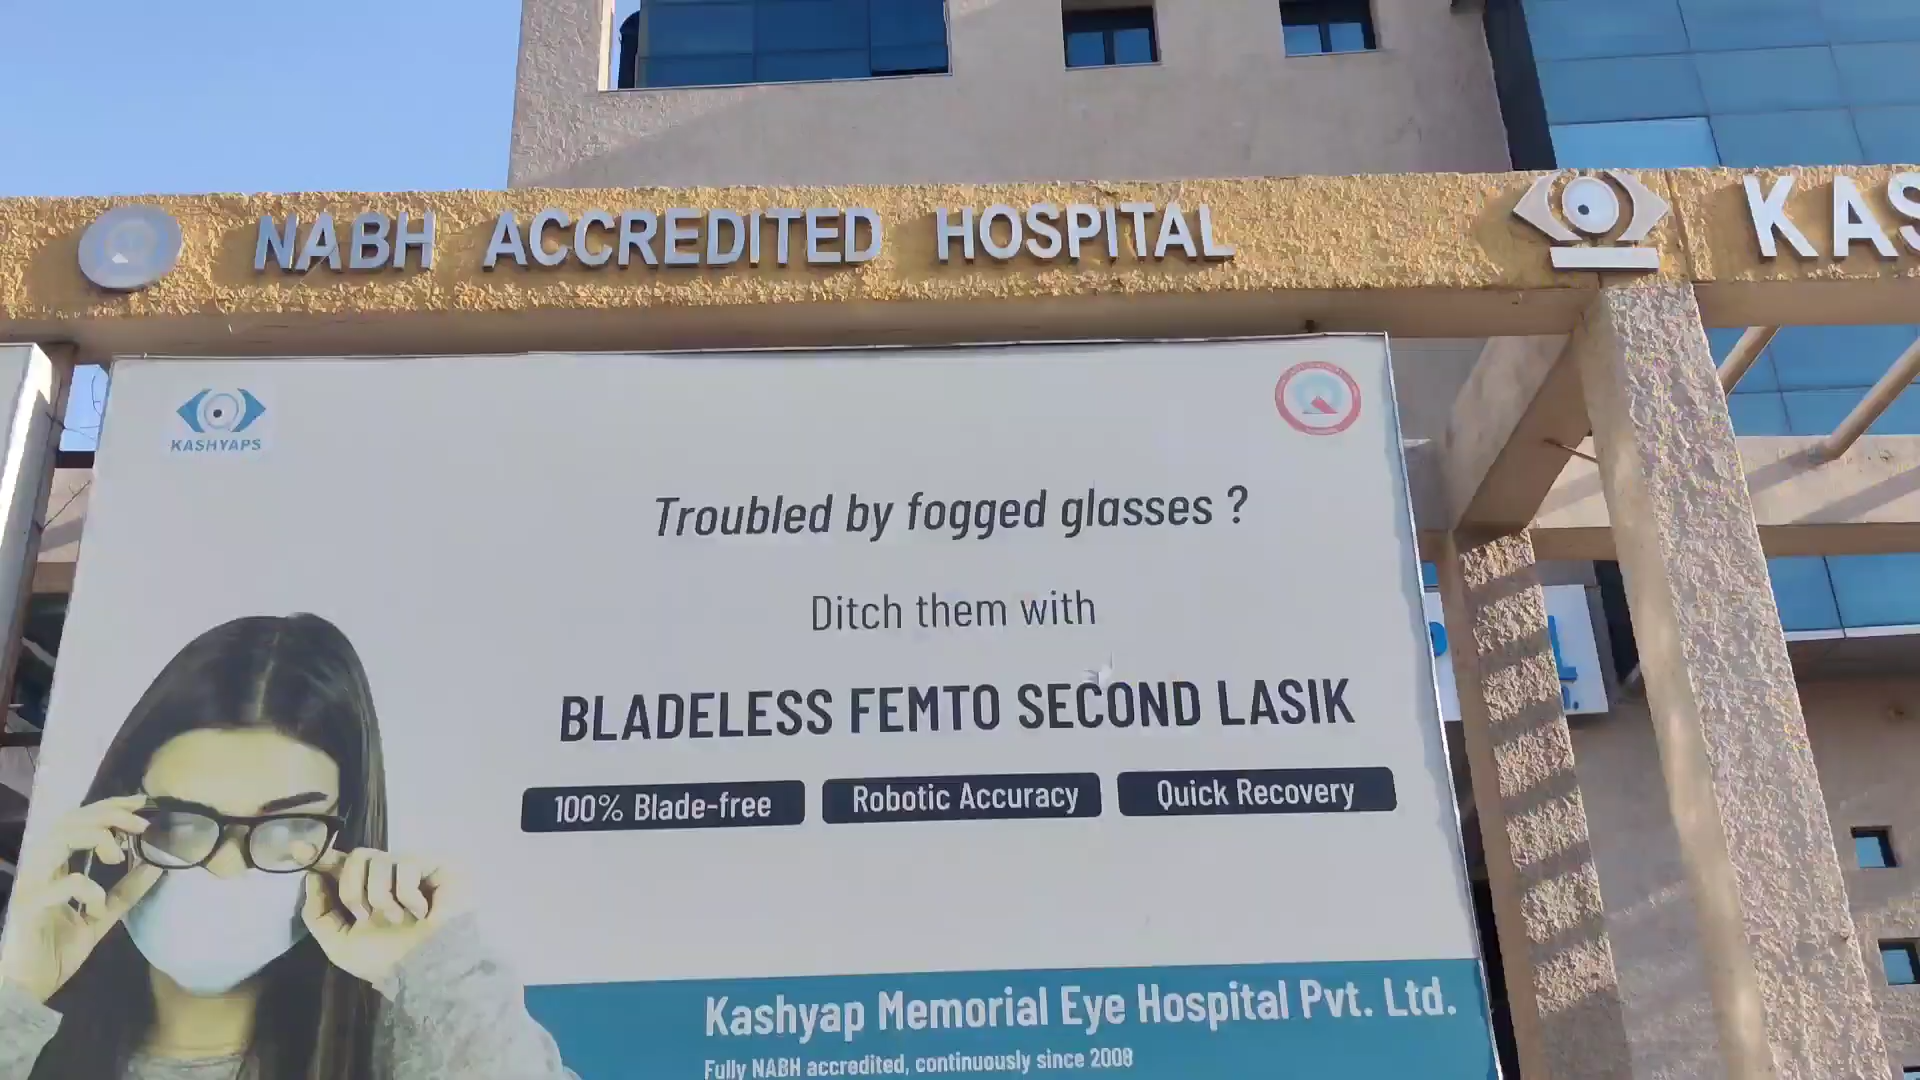 NABH ACCREDITED HOSPITAL
KAS
KASHYAPS
Troubled by fogged glasses ?
Ditch them with
BLADELESS FEMTO SECOND LASIK
100% Blade-free
Robotic Accuracy
Quick Recovery
Kashyap Memorial Eye Hospital Pvt. Ltd.
Fully NABH accredited, continuously since 2008